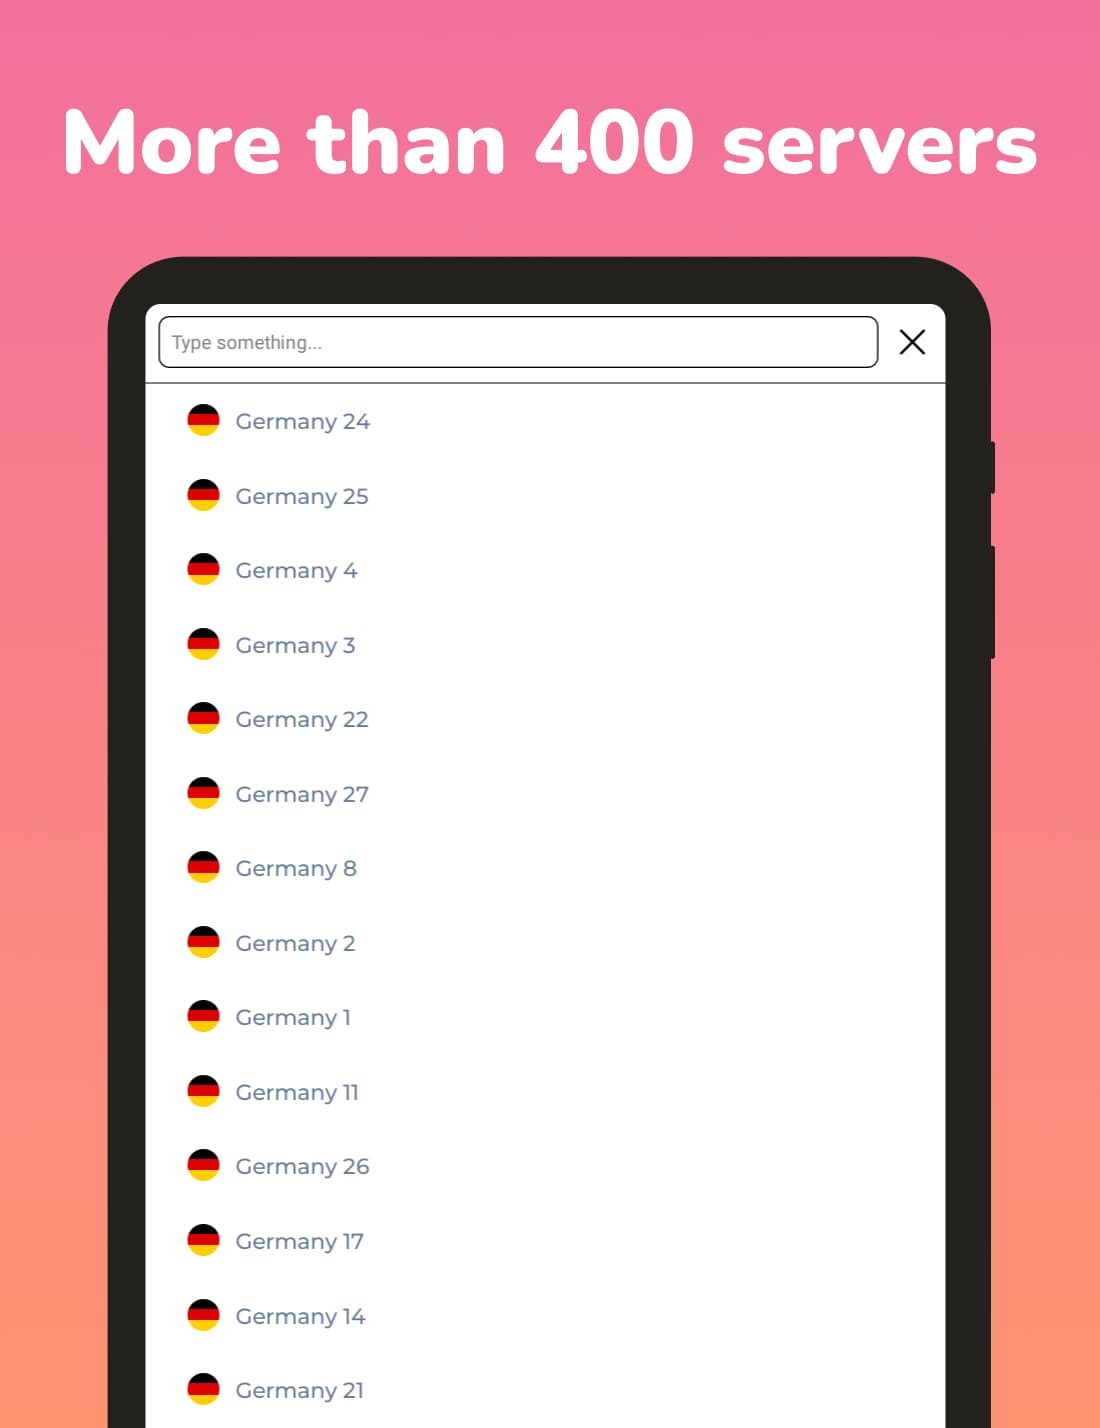 More than 400 servers
Type something...
Germany 24
Germany 25
Germany 4
Germany 3
Germany 22
Germany 27
Germany 8
Germany 2
Germany 1
Germany 11
Germany 26
Germany 17
Germany 14
Germany 21